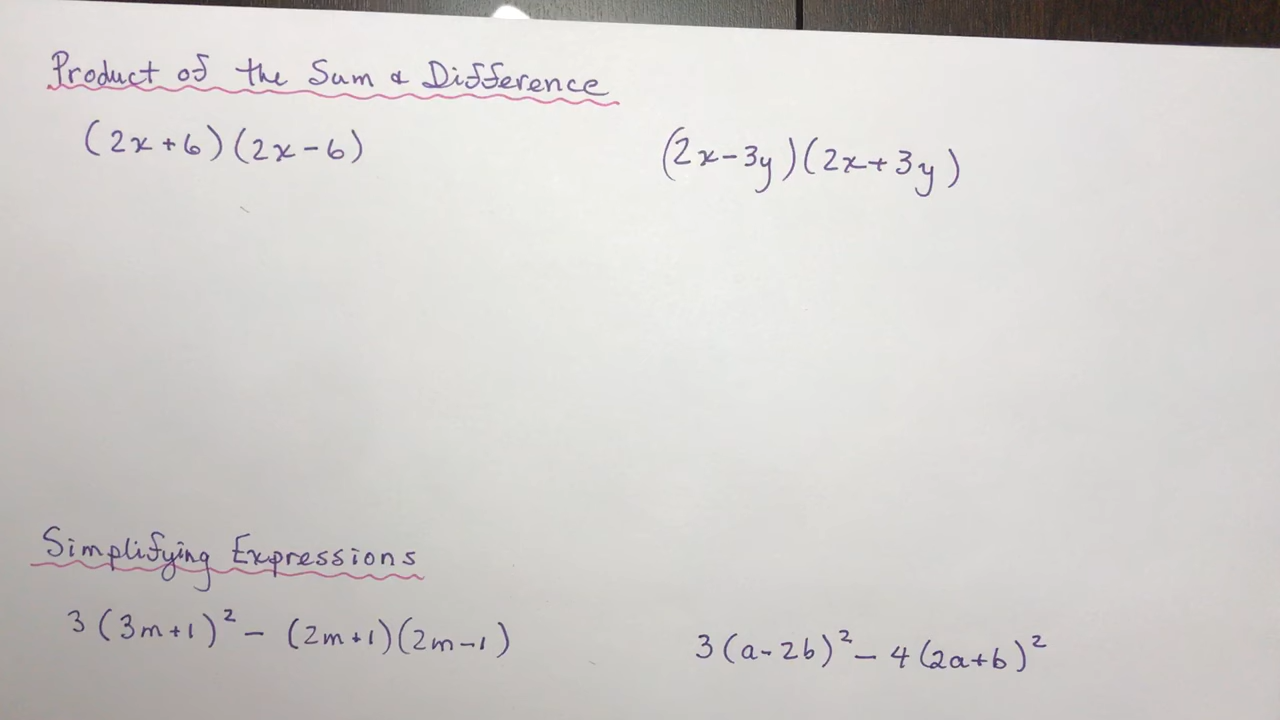 Product of the Sum & Difference
(2x+6)(2x-6)
(2x-3y)(2x+3y)
Simplifying Expressions
3(3m+1)² - (2m+1)(2m-1)
3(a-2b)² - 4(2a+b)²